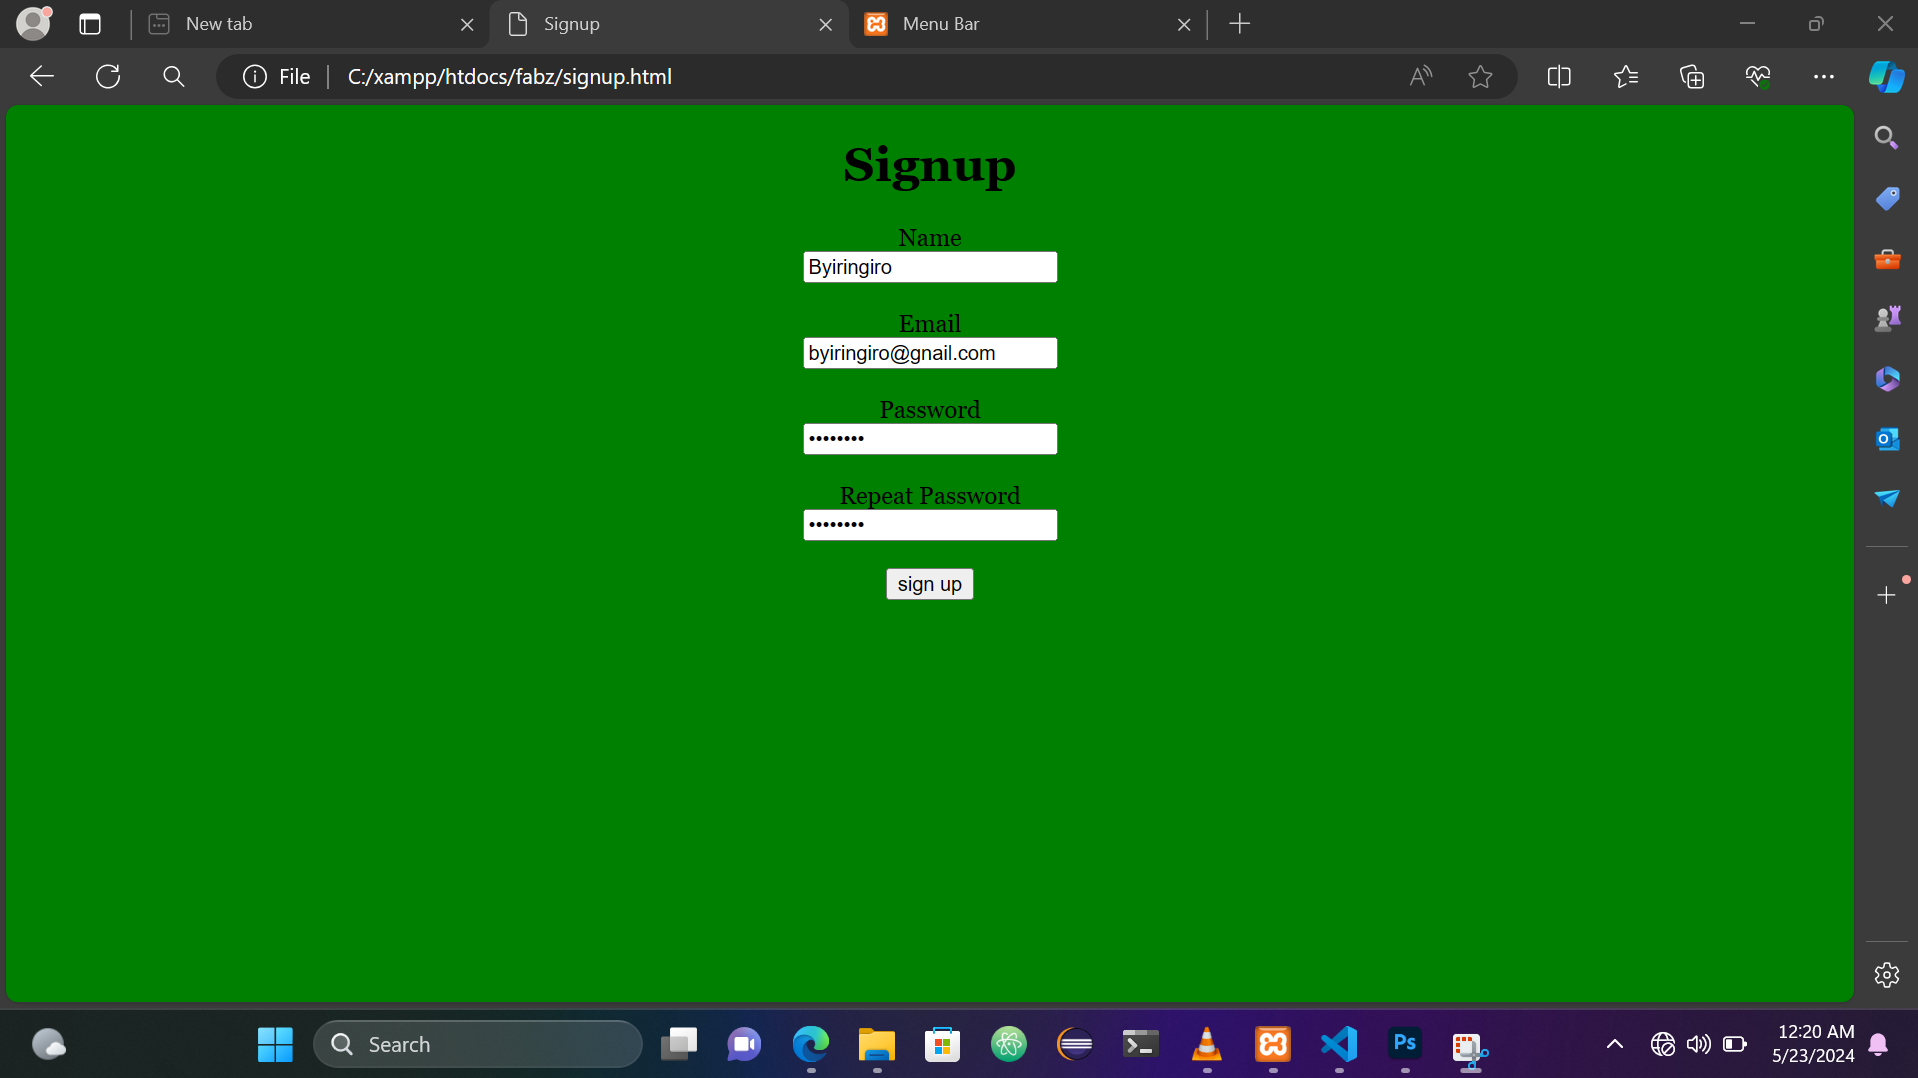 New tab
Signup
Menu Bar
File
C:/xampp/htdocs/fabz/signup.html
Signup
Name
Byiringiro
Email
byiringiro@gnail.com
Password
••••••••
Repeat Password
••••••••
sign up
Search
Ps
12:20 AM
5/23/2024